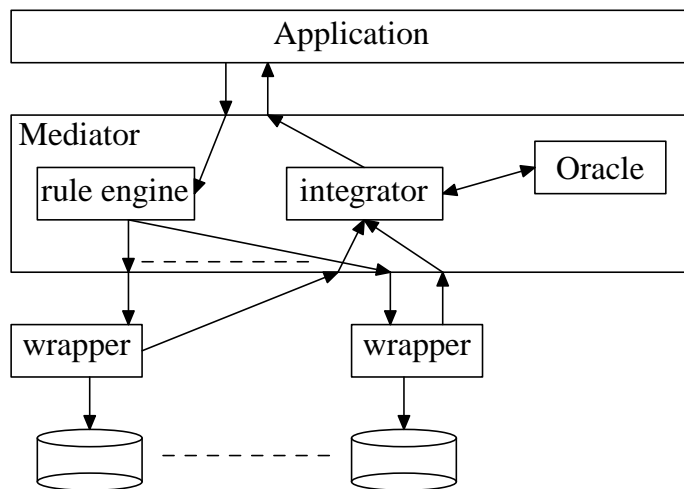 Application
Mediator
rule engine
integrator
Oracle
wrapper
wrapper